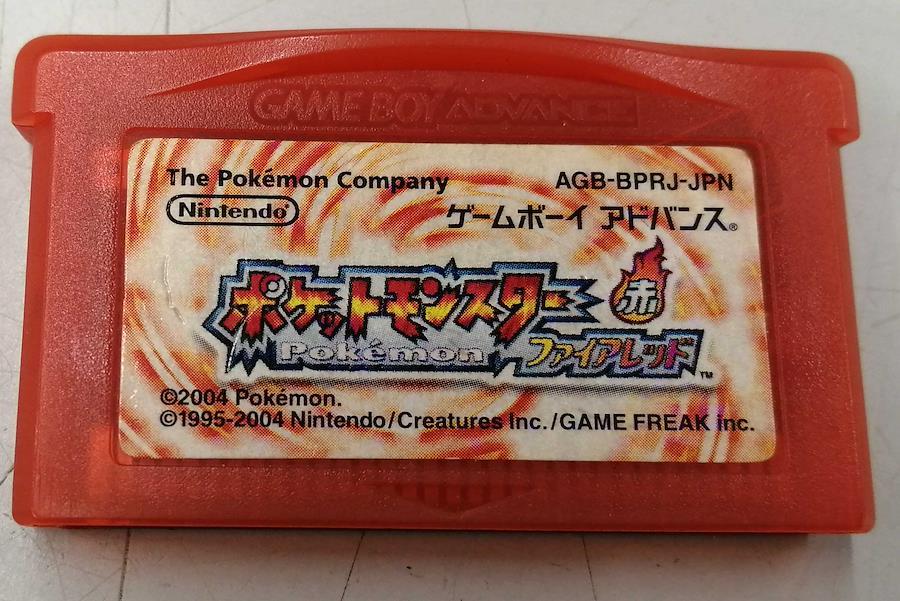 GAME BOY ADVANCE
The Pokémon Company
AGB-BPRJ-JPN
Nintendo®
ゲームボーイ アドバンス®
ポケットモンスター
赤
Pokémon
ファイアレッド™
©2004 Pokémon.
©1995-2004 Nintendo/Creatures Inc./GAME FREAK inc.